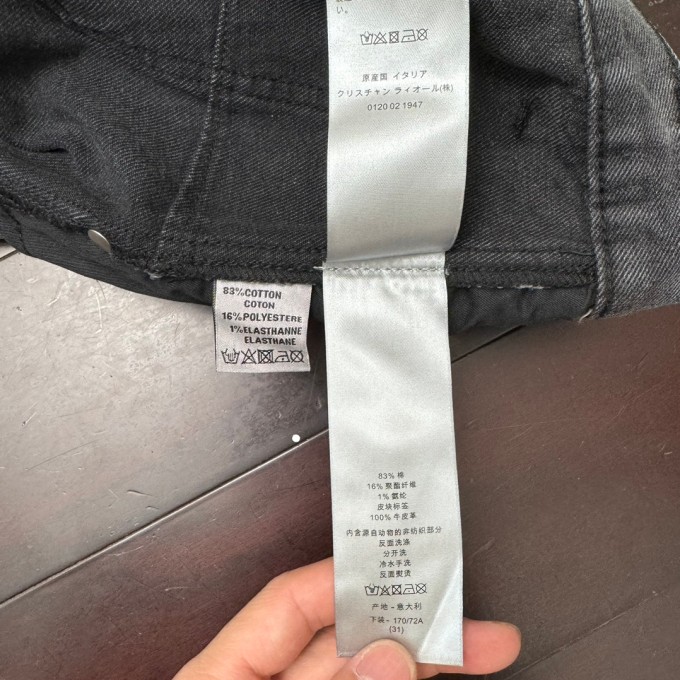 い。
原産国 イタリア
クリスチャン ディオール(株)
0120 02 1947
83%COTTON
COTON
16%POLYESTERE
1%ELASTHANNE
ELASTHANE
83% 棉
16% 聚酯纤维
1% 氨纶
皮块标签
100% 牛皮革
内含源自动物的非纺织部分
反面洗涤
分开洗
冷水手洗
反面熨烫
产地 - 意大利
下装 - 170/72A
(31)